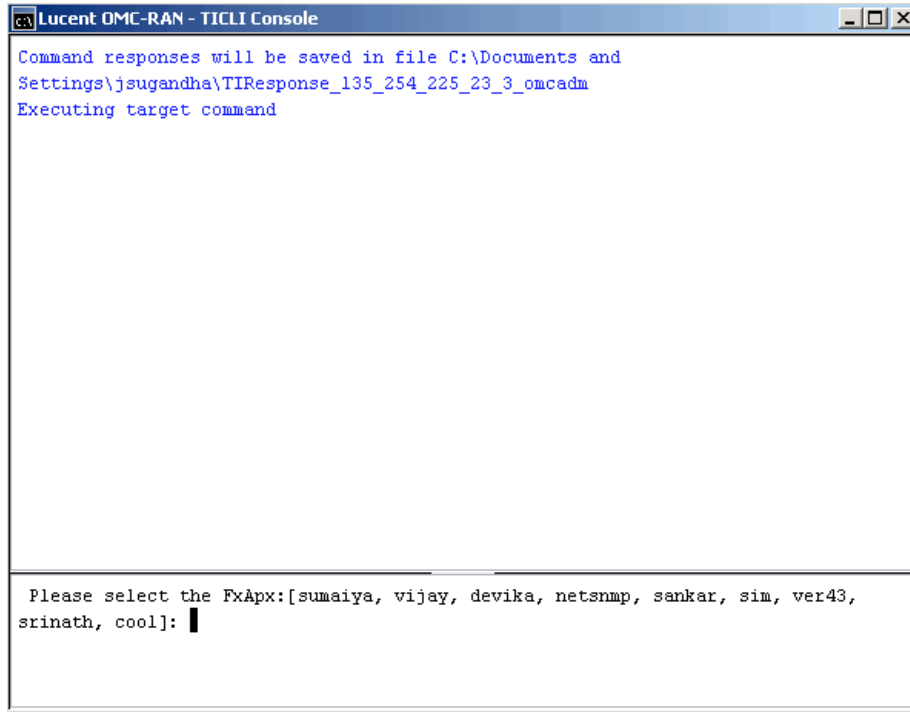 Lucent OMC-RAN - TICLI Console
Command responses will be saved in file C:\Documents and
Settings\jsugandha\TIResponse_135_254_225_23_3_omcadm
Executing target command
Please select the FxApx:[sumaiya, vijay, devika, netsnmp, sankar, sim, ver43,
srinath, cool]: